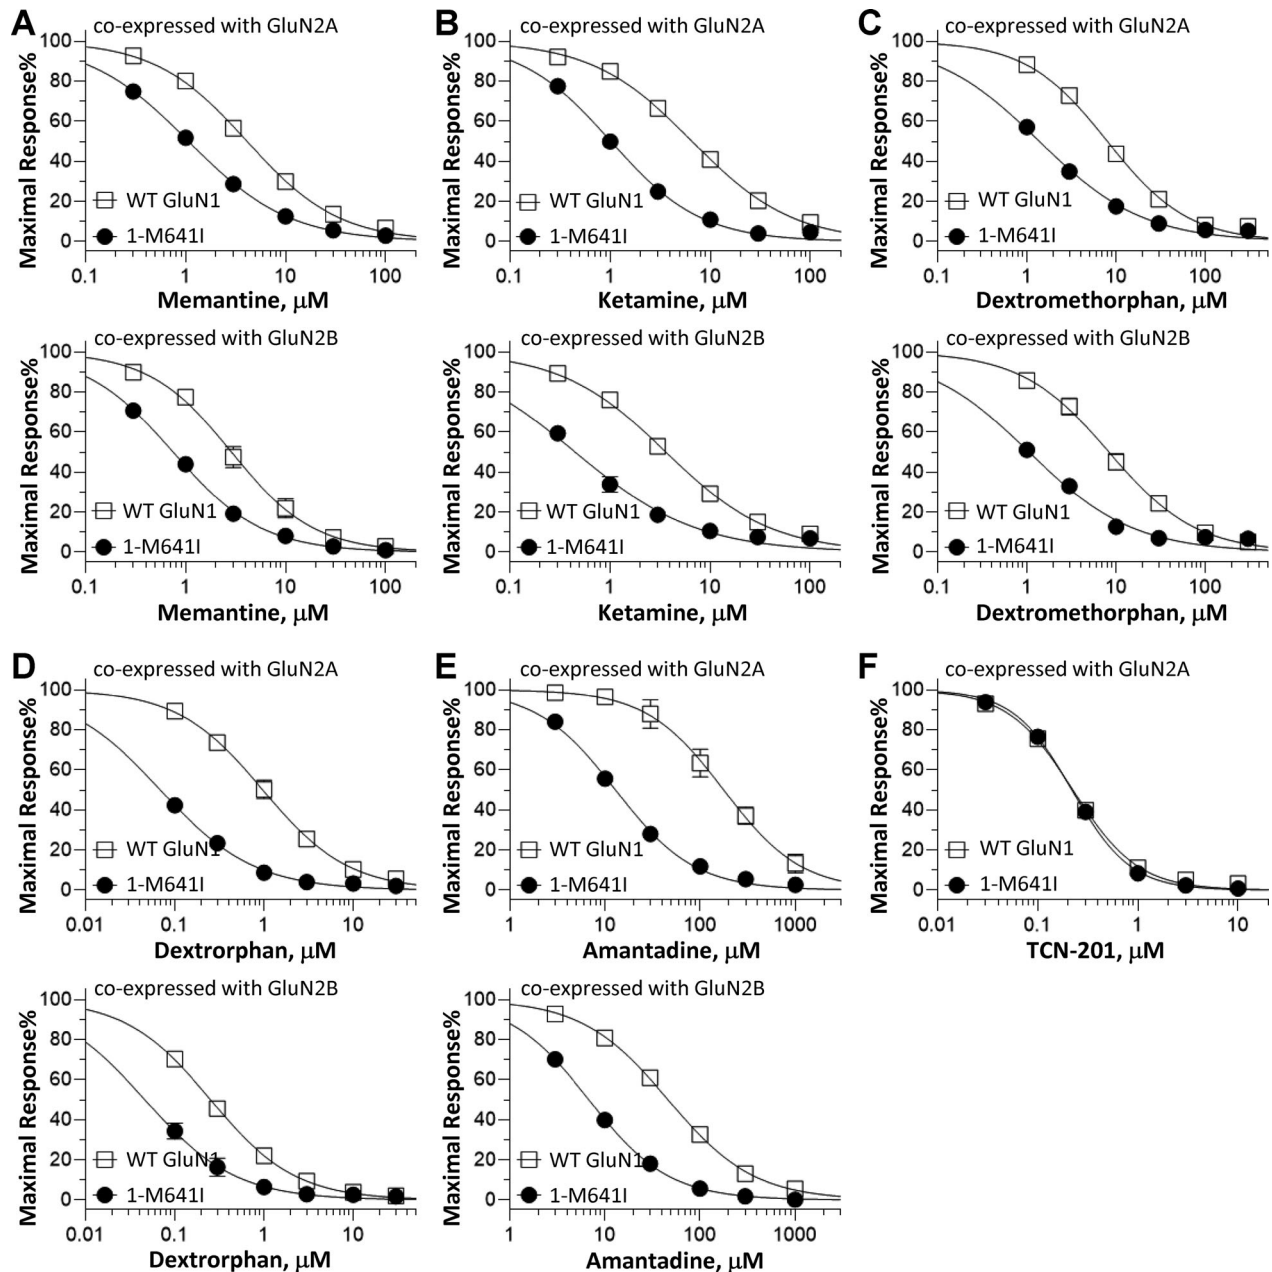 A
co-expressed with GluN2A
100
80
60
40
20
0
Maximal Response%
WT GluN1
1-M641I
0.1 1 10 100
Memantine, μM
B
co-expressed with GluN2A
100
80
60
40
20
0
Maximal Response%
WT GluN1
1-M641I
0.1 1 10 100
Ketamine, μM
C
co-expressed with GluN2A
100
80
60
40
20
0
Maximal Response%
WT GluN1
1-M641I
0.1 1 10 100
Dextromethorphan, μM
co-expressed with GluN2B
100
80
60
40
20
0
Maximal Response%
WT GluN1
1-M641I
0.1 1 10 100
Memantine, μM
co-expressed with GluN2B
100
80
60
40
20
0
Maximal Response%
WT GluN1
1-M641I
0.1 1 10 100
Ketamine, μM
co-expressed with GluN2B
100
80
60
40
20
0
Maximal Response%
WT GluN1
1-M641I
0.1 1 10 100
Dextromethorphan, μM
D
co-expressed with GluN2A
100
80
60
40
20
0
Maximal Response%
WT GluN1
1-M641I
0.01 0.1 1 10
Dextrorphan, μM
E
co-expressed with GluN2A
100
80
60
40
20
0
Maximal Response%
WT GluN1
1-M641I
1 10 100 1000
Amantadine, μM
F
co-expressed with GluN2A
100
80
60
40
20
0
Maximal Response%
WT GluN1
1-M641I
0.01 0.1 1 10
TCN-201, μM
co-expressed with GluN2B
100
80
60
40
20
0
Maximal Response%
WT GluN1
1-M641I
0.01 0.1 1 10
Dextrorphan, μM
co-expressed with GluN2B
100
80
60
40
20
0
Maximal Response%
WT GluN1
1-M641I
1 10 100 1000
Amantadine, μM